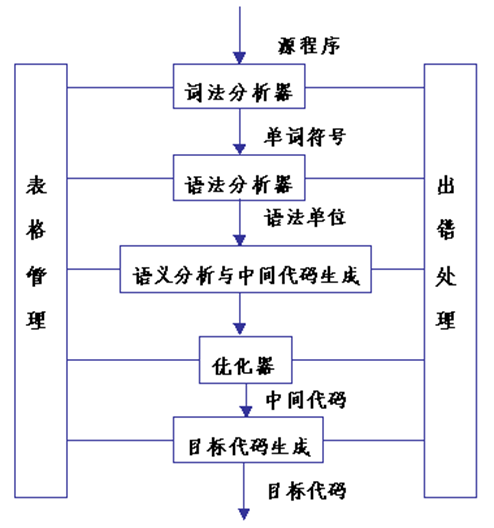 源程序
词法分析器
单词符号
语法分析器
语法单位
语义分析与中间代码生成
优化器
中间代码
目标代码生成
目标代码
表格管理
出错处理